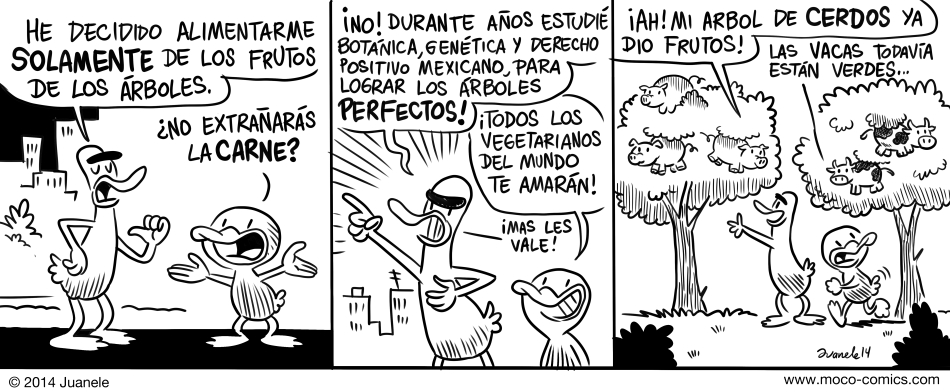 HE DECIDIDO ALIMENTARME
SOLAMENTE DE LOS FRUTOS
DE LOS ÁRBOLES.
¿NO EXTRAÑARÁS
LA CARNE?
¡NO! DURANTE AÑOS ESTUDIÉ
BOTÁNICA, GENÉTICA Y DERECHO
POSITIVO MEXICANO, PARA
LOGRAR LOS ÁRBOLES
PERFECTOS!
¡TODOS LOS
VEGETARIANOS
DEL MUNDO
TE AMARÁN!
¡MAS LES
VALE!
¡AH! MI ARBOL DE CERDOS YA
DIO FRUTOS!
LAS VACAS TODAVÍA
ESTÁN VERDES...
Juanele 14
© 2014 Juanele
www.moco-comics.com